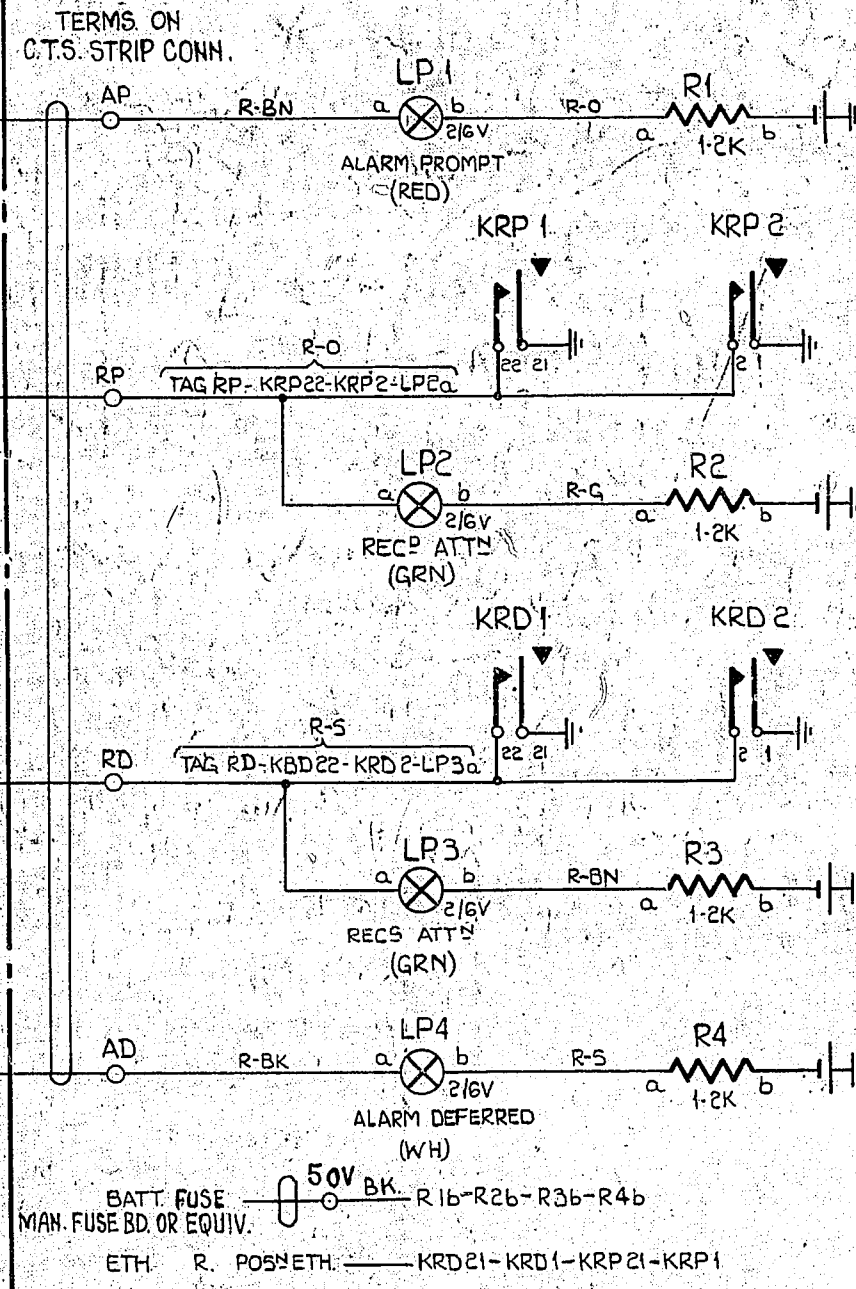 TERMS. ON
C.T.S. STRIP CONN.
AP
R-BN
a
LP1
b
2/6V
R-O
R1
a
1·2K
b
ALARM PROMPT
(RED)
KRP 1
KRP 2
22 21
2 1
RP
R-O
TAG RP-KRP22-KRP2-LP2a
LP2
a
b
2/6V
R-G
R2
a
1·2K
b
RECD ATTN
(GRN)
KRD 1
KRD 2
22 21
2 1
RD
R-S
TAG RD-KBD22-KRD2-LP3a
LP3
a
b
2/6V
R-BN
R3
a
1·2K
b
RECS ATTN
(GRN)
AD
R-BK
a
LP4
b
2/6V
R-S
R4
a
1·2K
b
ALARM DEFERRED
(WH)
BATT. FUSE
MAN. FUSE BD. OR EQUIV.
50V
BK.
R1b-R2b-R3b-R4b
ETH. R. POSN ETH. KRD21-KRD1-KRP21-KRP1